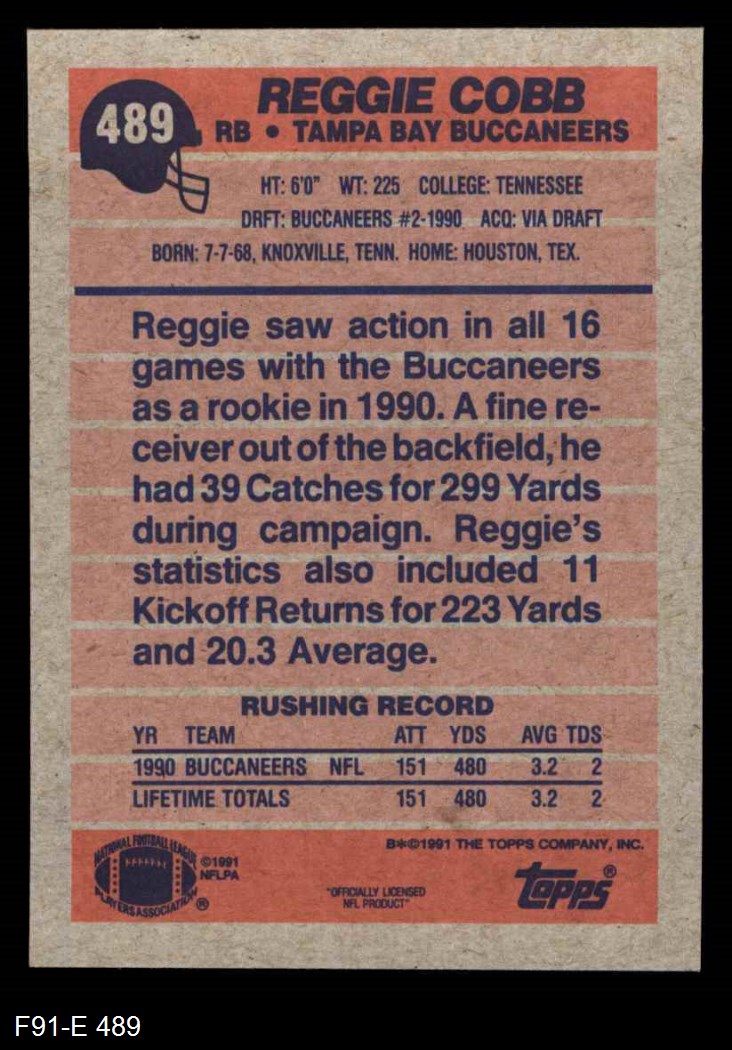 489
REGGIE COBB
RB • TAMPA BAY BUCCANEERS
HT: 6'0" WT: 225 COLLEGE: TENNESSEE
DRFT: BUCCANEERS #2-1990 ACQ: VIA DRAFT
BORN: 7-7-68, KNOXVILLE, TENN. HOME: HOUSTON, TEX.
Reggie saw action in all 16
games with the Buccaneers
as a rookie in 1990. A fine re-
ceiver out of the backfield, he
had 39 Catches for 299 Yards
during campaign. Reggie's
statistics also included 11
Kickoff Returns for 223 Yards
and 20.3 Average.
RUSHING RECORD
YR TEAM ATT YDS AVG TDS
1990 BUCCANEERS NFL 151 480 3.2 2
LIFETIME TOTALS 151 480 3.2 2
NATIONAL FOOTBALL LEAGUE
PLAYERS ASSOCIATION ®
©1991
NFLPA
B*©1991 THE TOPPS COMPANY, INC.
"OFFICIALLY LICENSED
NFL PRODUCT"
topps®
F91-E 489